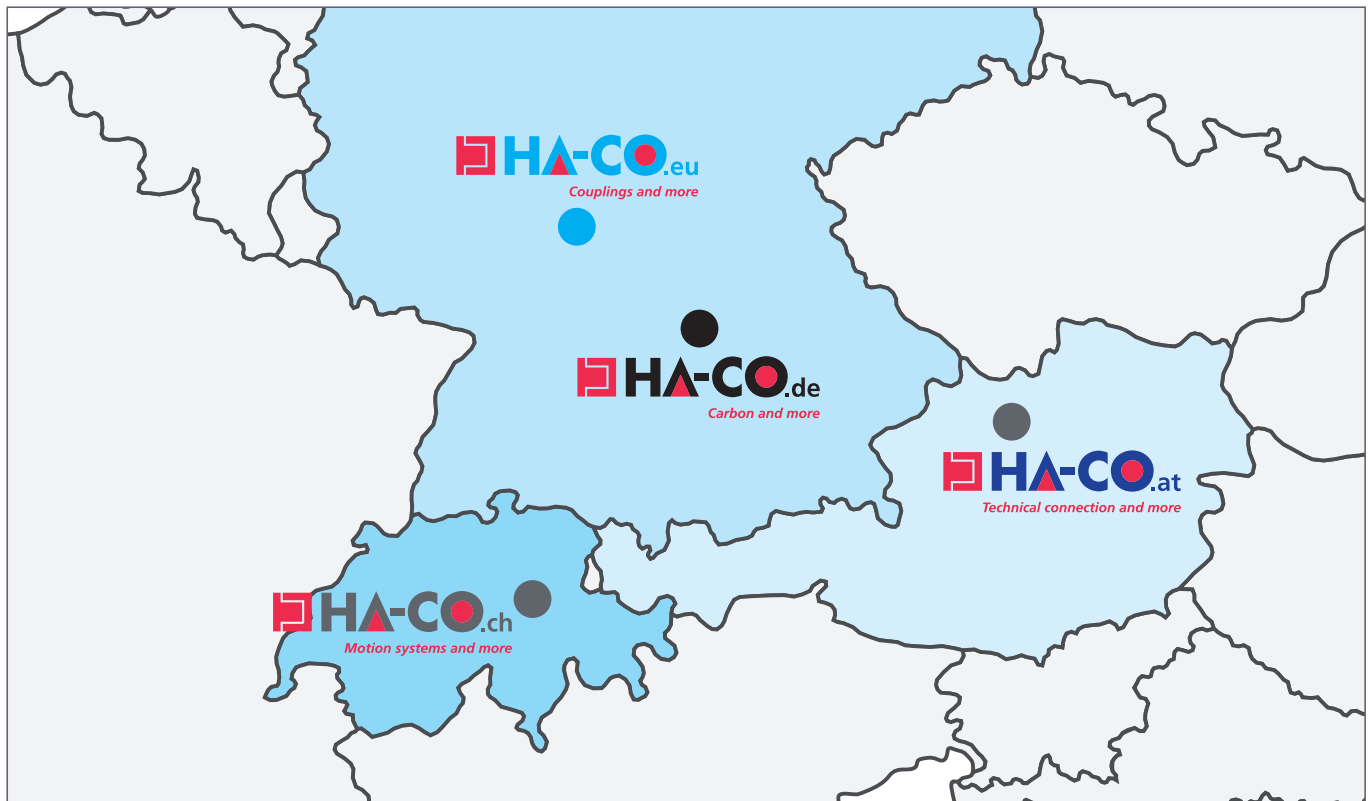 HA-CO.eu
Couplings and more
HA-CO.de
Carbon and more
HA-CO.at
Technical connection and more
HA-CO.ch
Motion systems and more